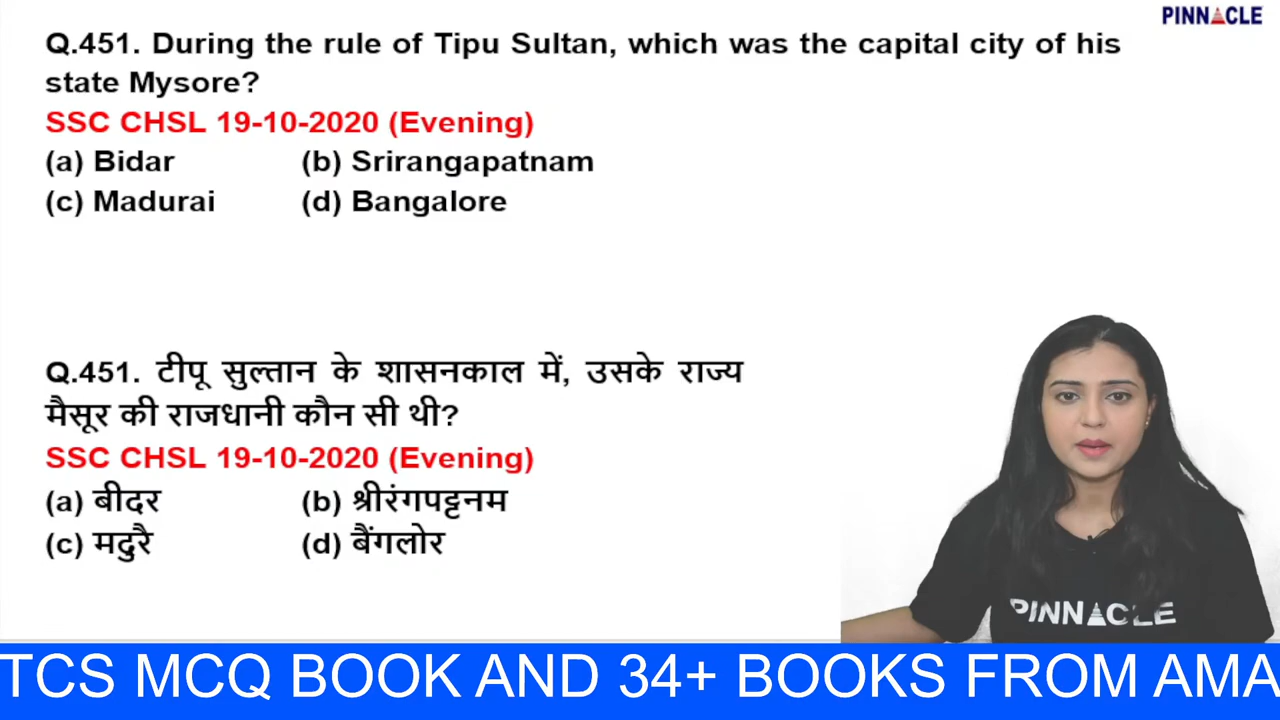 PINNACLE
Q.451. During the rule of Tipu Sultan, which was the capital city of his
state Mysore?
SSC CHSL 19-10-2020 (Evening)
(a) Bidar (b) Srirangapatnam
(c) Madurai (d) Bangalore
Q.451. टीपू सुल्तान के शासनकाल में, उसके राज्य
मैसूर की राजधानी कौन सी थी?
SSC CHSL 19-10-2020 (Evening)
(a) बीदर (b) श्रीरंगपट्टनम
(c) मदुरै (d) बैंगलोर
PINNACLE
TCS MCQ BOOK AND 34+ BOOKS FROM AMA